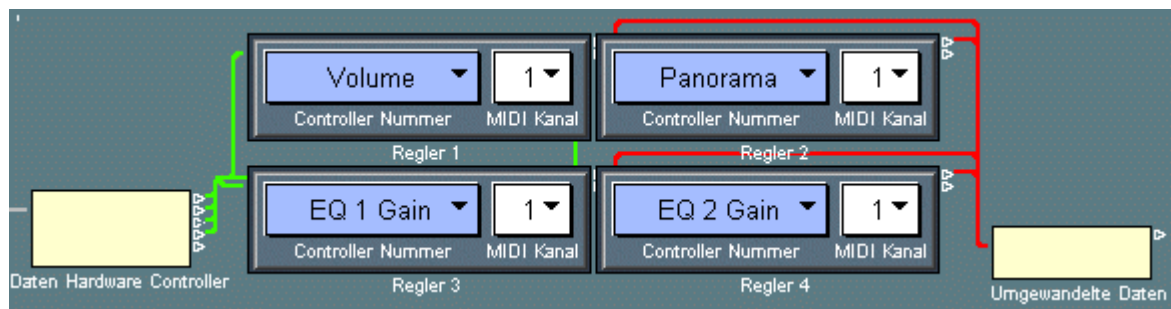 Volume 1 Panorama 1
Controller Nummer MIDI Kanal Controller Nummer MIDI Kanal
Regler 1 Regler 2
EQ 1 Gain 1 EQ 2 Gain 1
Controller Nummer MIDI Kanal Controller Nummer MIDI Kanal
Daten Hardware Controller Regler 3 Regler 4
Umgewandelte Daten